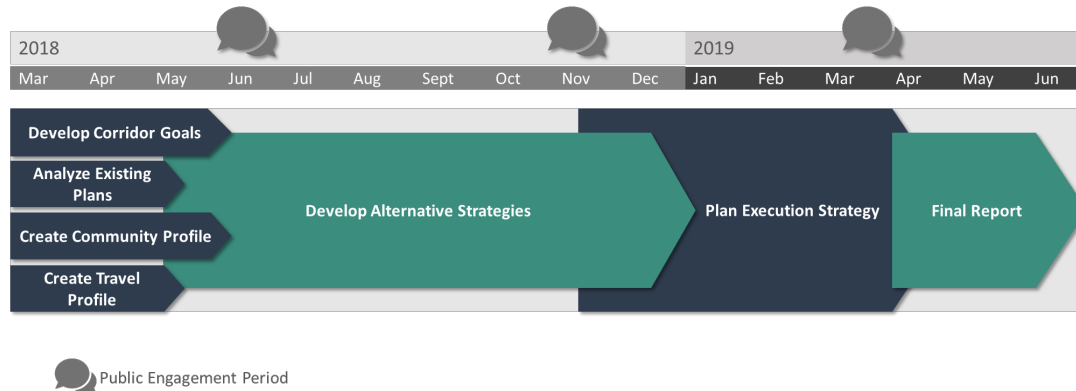 2018 2019
Mar Apr May Jun Jul Aug Sept Oct Nov Dec Jan Feb Mar Apr May Jun
Develop Corridor Goals
Analyze Existing
Plans
Create Community Profile
Create Travel
Profile
Develop Alternative Strategies
Plan Execution Strategy
Final Report
Public Engagement Period